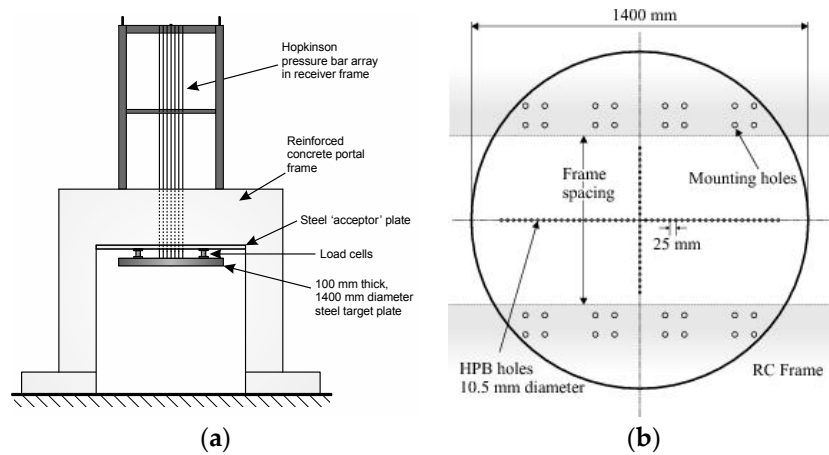 Hopkinson
pressure bar array
in receiver frame
Reinforced
concrete portal
frame
Steel ‘acceptor’ plate
Load cells
100 mm thick,
1400 mm diameter
steel target plate
(a)
1400 mm
Frame
spacing
Mounting holes
25 mm
HPB holes
10.5 mm diameter
RC Frame
(b)